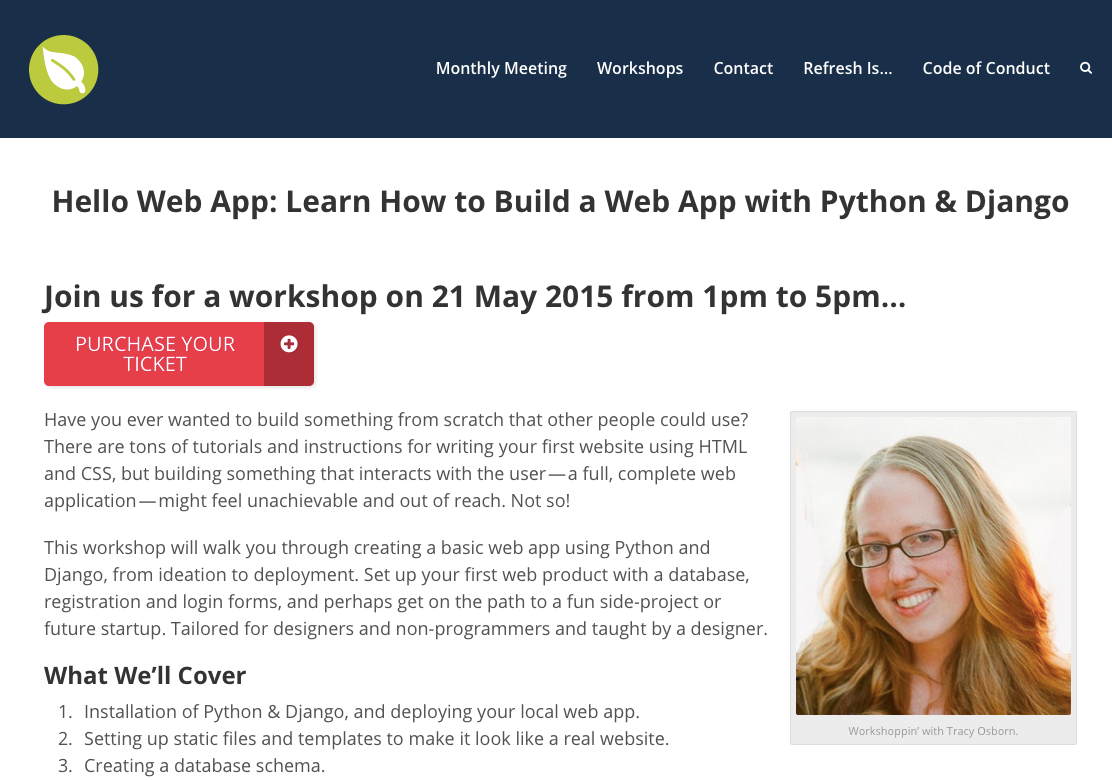 Monthly Meeting Workshops Contact Refresh Is... Code of Conduct
Hello Web App: Learn How to Build a Web App with Python & Django
Join us for a workshop on 21 May 2015 from 1pm to 5pm...
PURCHASE YOUR
TICKET
Have you ever wanted to build something from scratch that other people could use?
There are tons of tutorials and instructions for writing your first website using HTML
and CSS, but building something that interacts with the user — a full, complete web
application — might feel unachievable and out of reach. Not so!
This workshop will walk you through creating a basic web app using Python and
Django, from ideation to deployment. Set up your first web product with a database,
registration and login forms, and perhaps get on the path to a fun side-project or
future startup. Tailored for designers and non-programmers and taught by a designer.
Workshoppin’ with Tracy Osborn.
What We’ll Cover
1. Installation of Python & Django, and deploying your local web app.
2. Setting up static files and templates to make it look like a real website.
3. Creating a database schema.